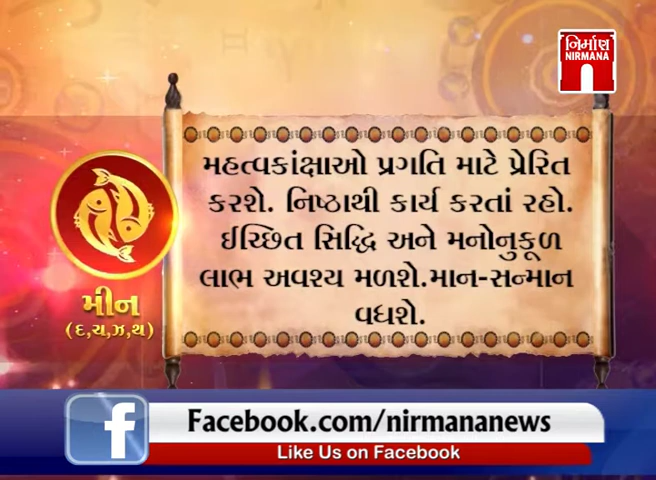 નિર્માણ
NIRMANA
મહત્વકાંક્ષાઓ પ્રગતિ માટે પ્રેરિત
કરશે. નિષ્ઠાથી કાર્ય કરતાં રહો.
ઈચ્છિત સિદ્ધિ અને મનોનુકૂળ
લાભ અવશ્ય મળશે.માન-સન્માન
વધશે.
મીન
(દ,ચ,ઝ,થ)
Facebook.com/nirmananews
Like Us on Facebook